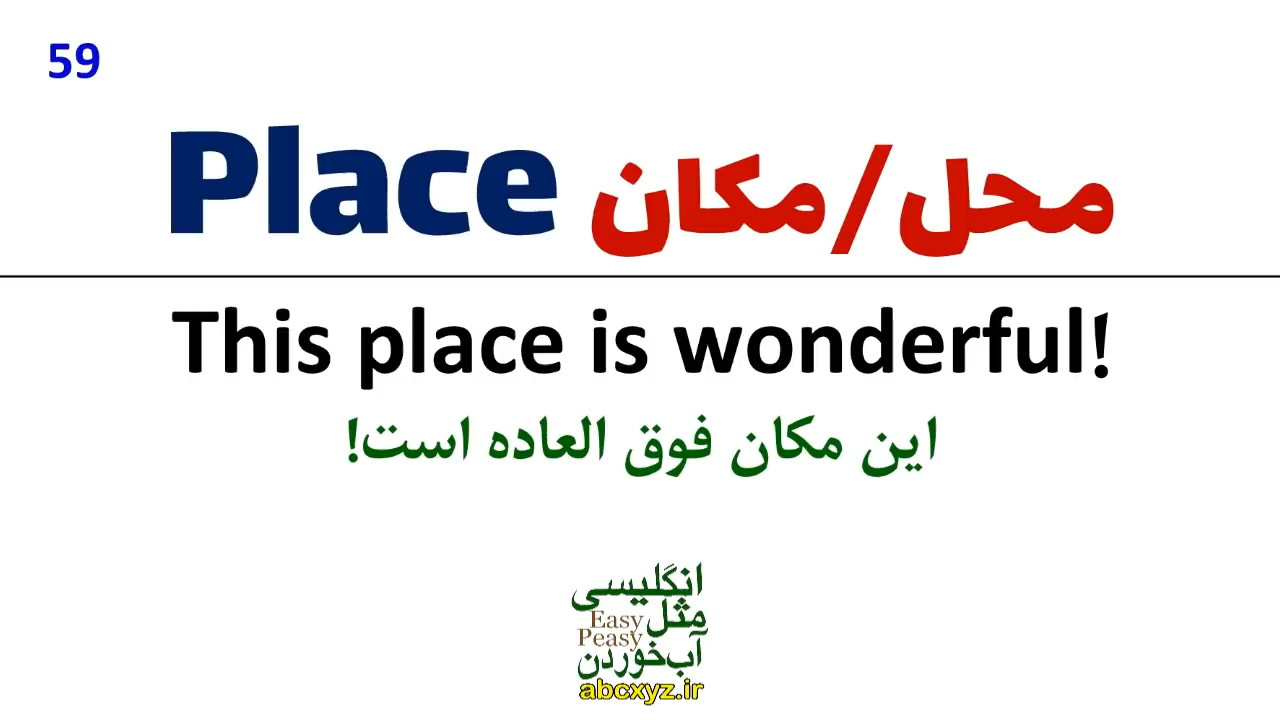 59
Place محل/مکان
This place is wonderful!
این مکان فوق العاده است!
انگلیسی
مثل
Easy
Peasy
آب‌خوردن
abcxyz.ir